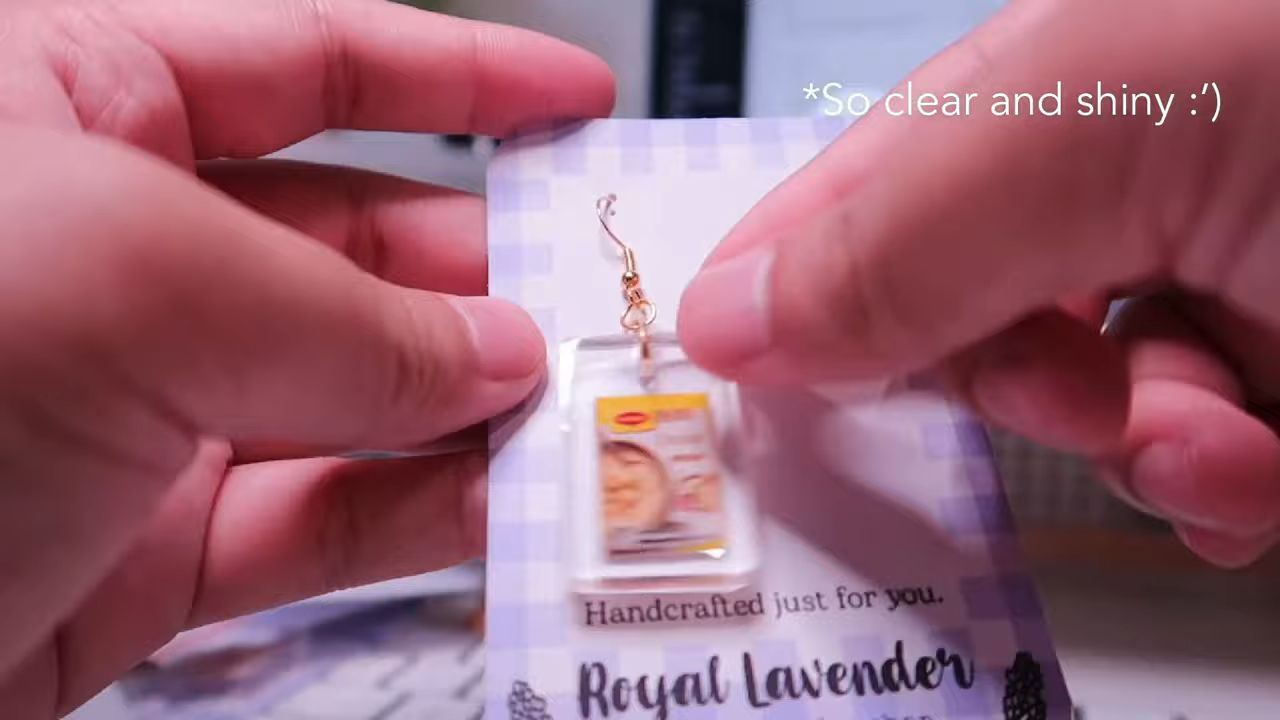 *So clear and shiny :’)
Handcrafted just for you.
Royal Lavender